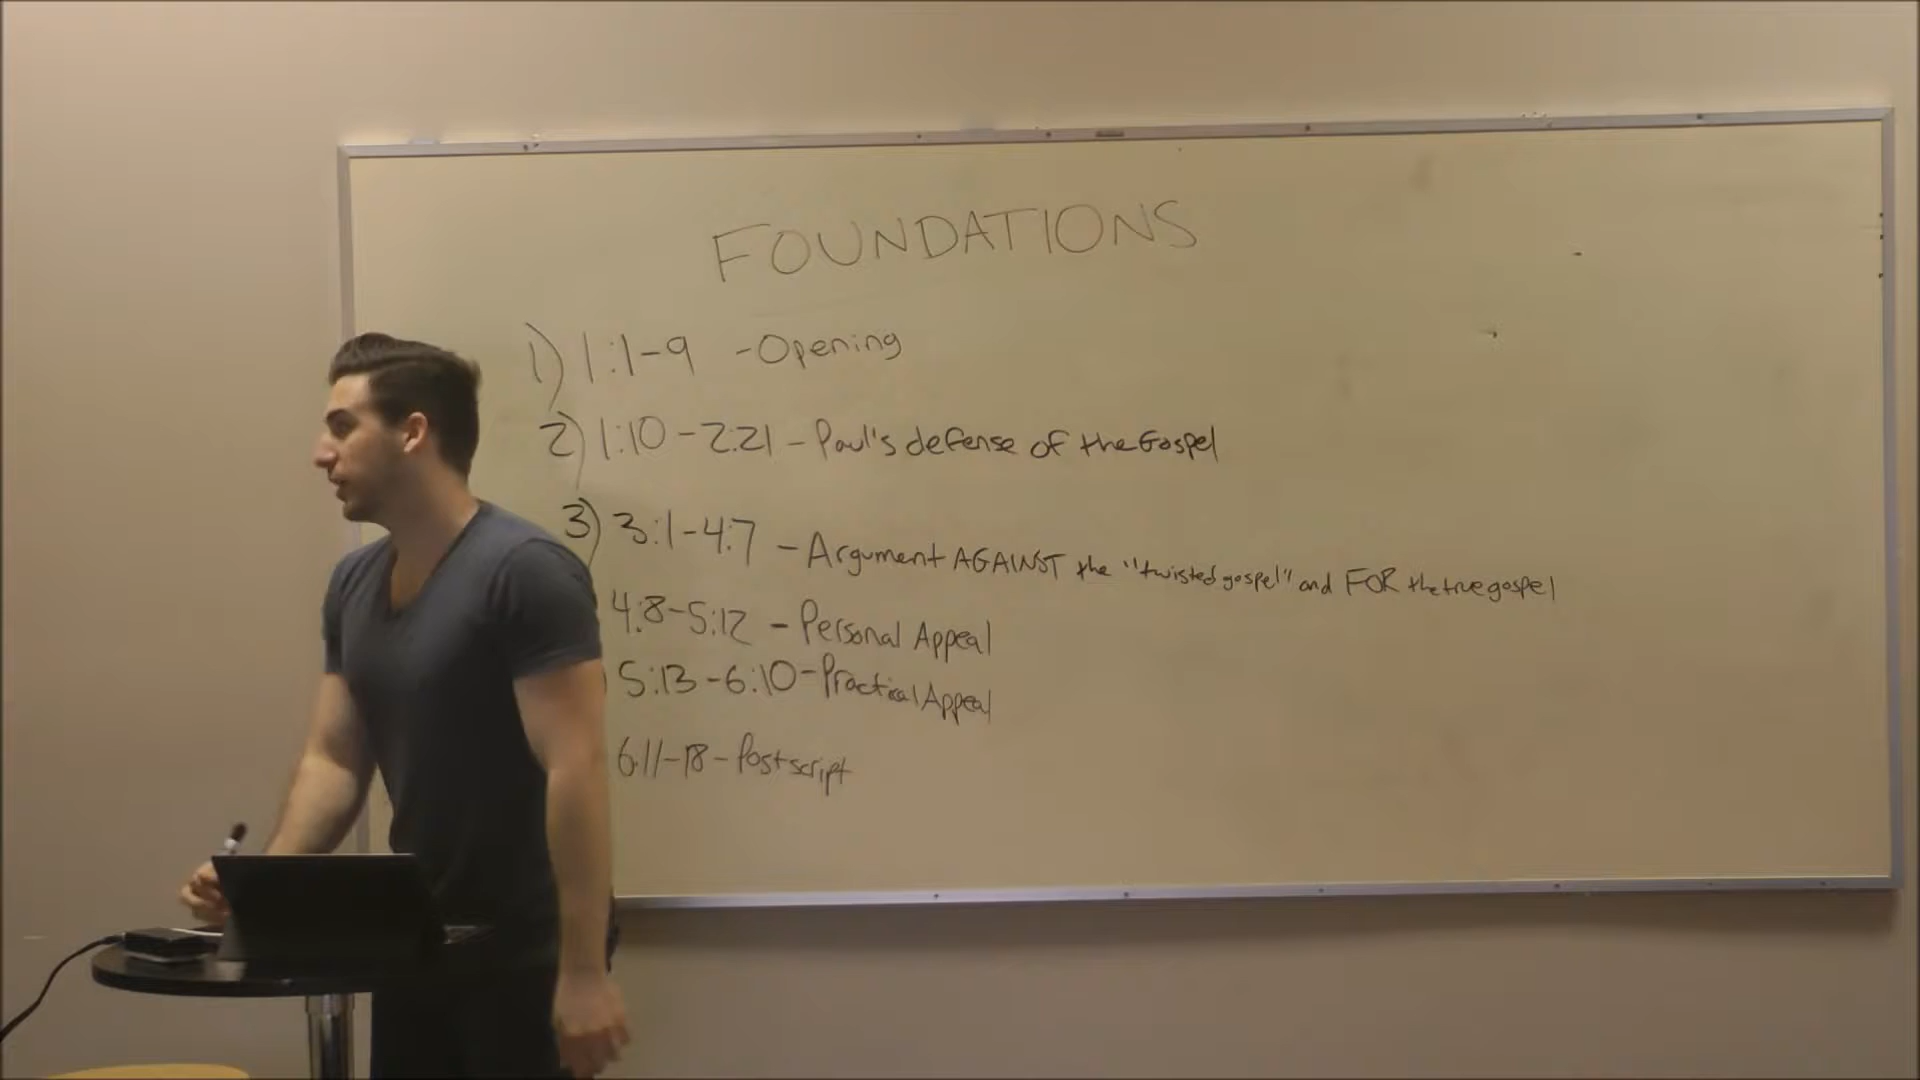 FOUNDATIONS
1) 1:1-9 -Opening
2) 1:10-2:21 - Paul's defense of the Gospel
3) 3:1-4:7 - Argument AGAINST the "twisted gospel" and FOR the true gospel
4:8-5:12 - Personal Appeal
5:13-6:10-Practical Appeal
6:11-18-Postscript